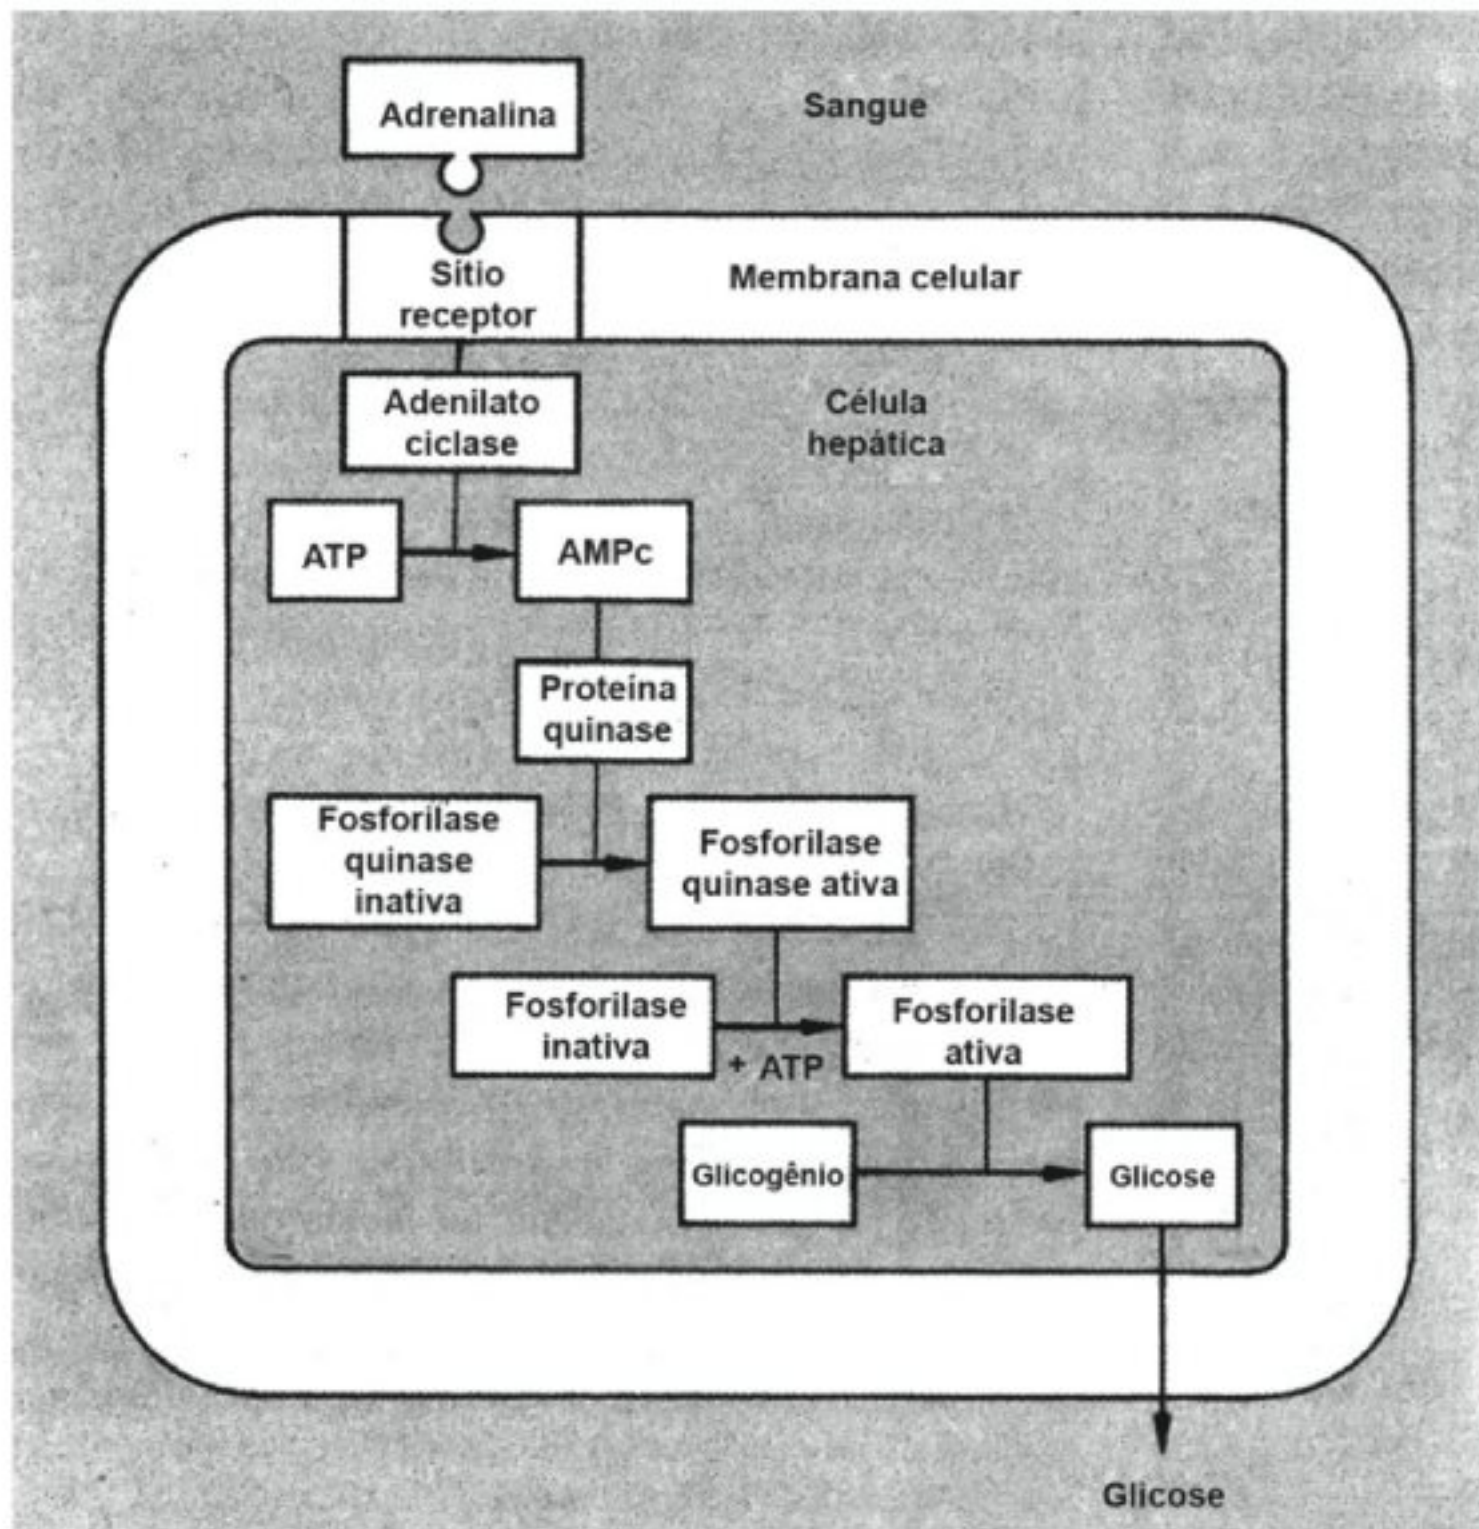 Adrenalina
Sangue
Sítio
receptor
Membrana celular
Adenilato
ciclase
Célula
hepática
ATP
AMPc
Proteína
quinase
Fosforilase
quinase
inativa
Fosforilase
quinase ativa
Fosforilase
inativa
+ ATP
Fosforilase
ativa
Glicogênio
Glicose
Glicose